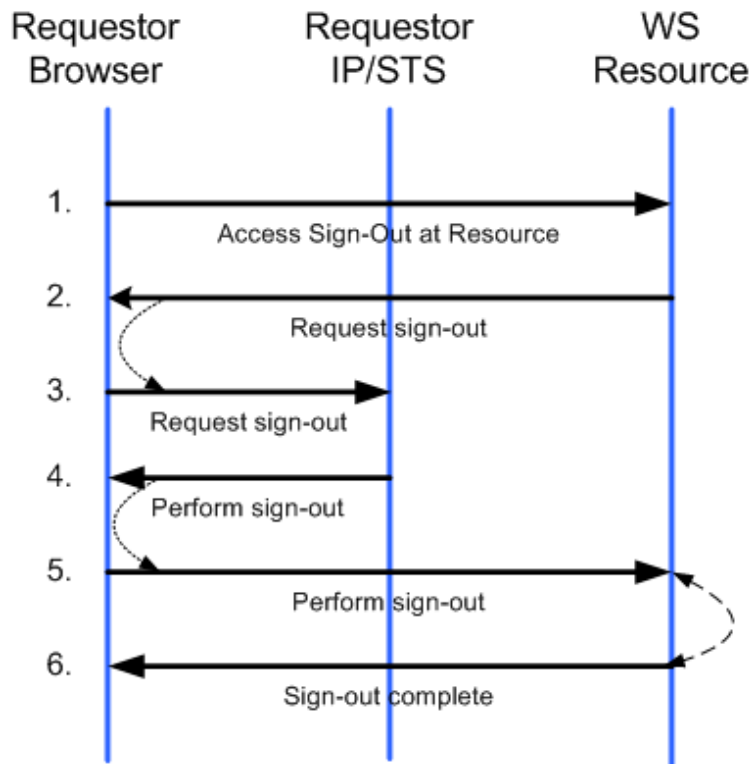 Requestor Browser
Requestor IP/STS
WS Resource
1.
Access Sign-Out at Resource
2.
Request sign-out
3.
Request sign-out
4.
Perform sign-out
5.
Perform sign-out
6.
Sign-out complete